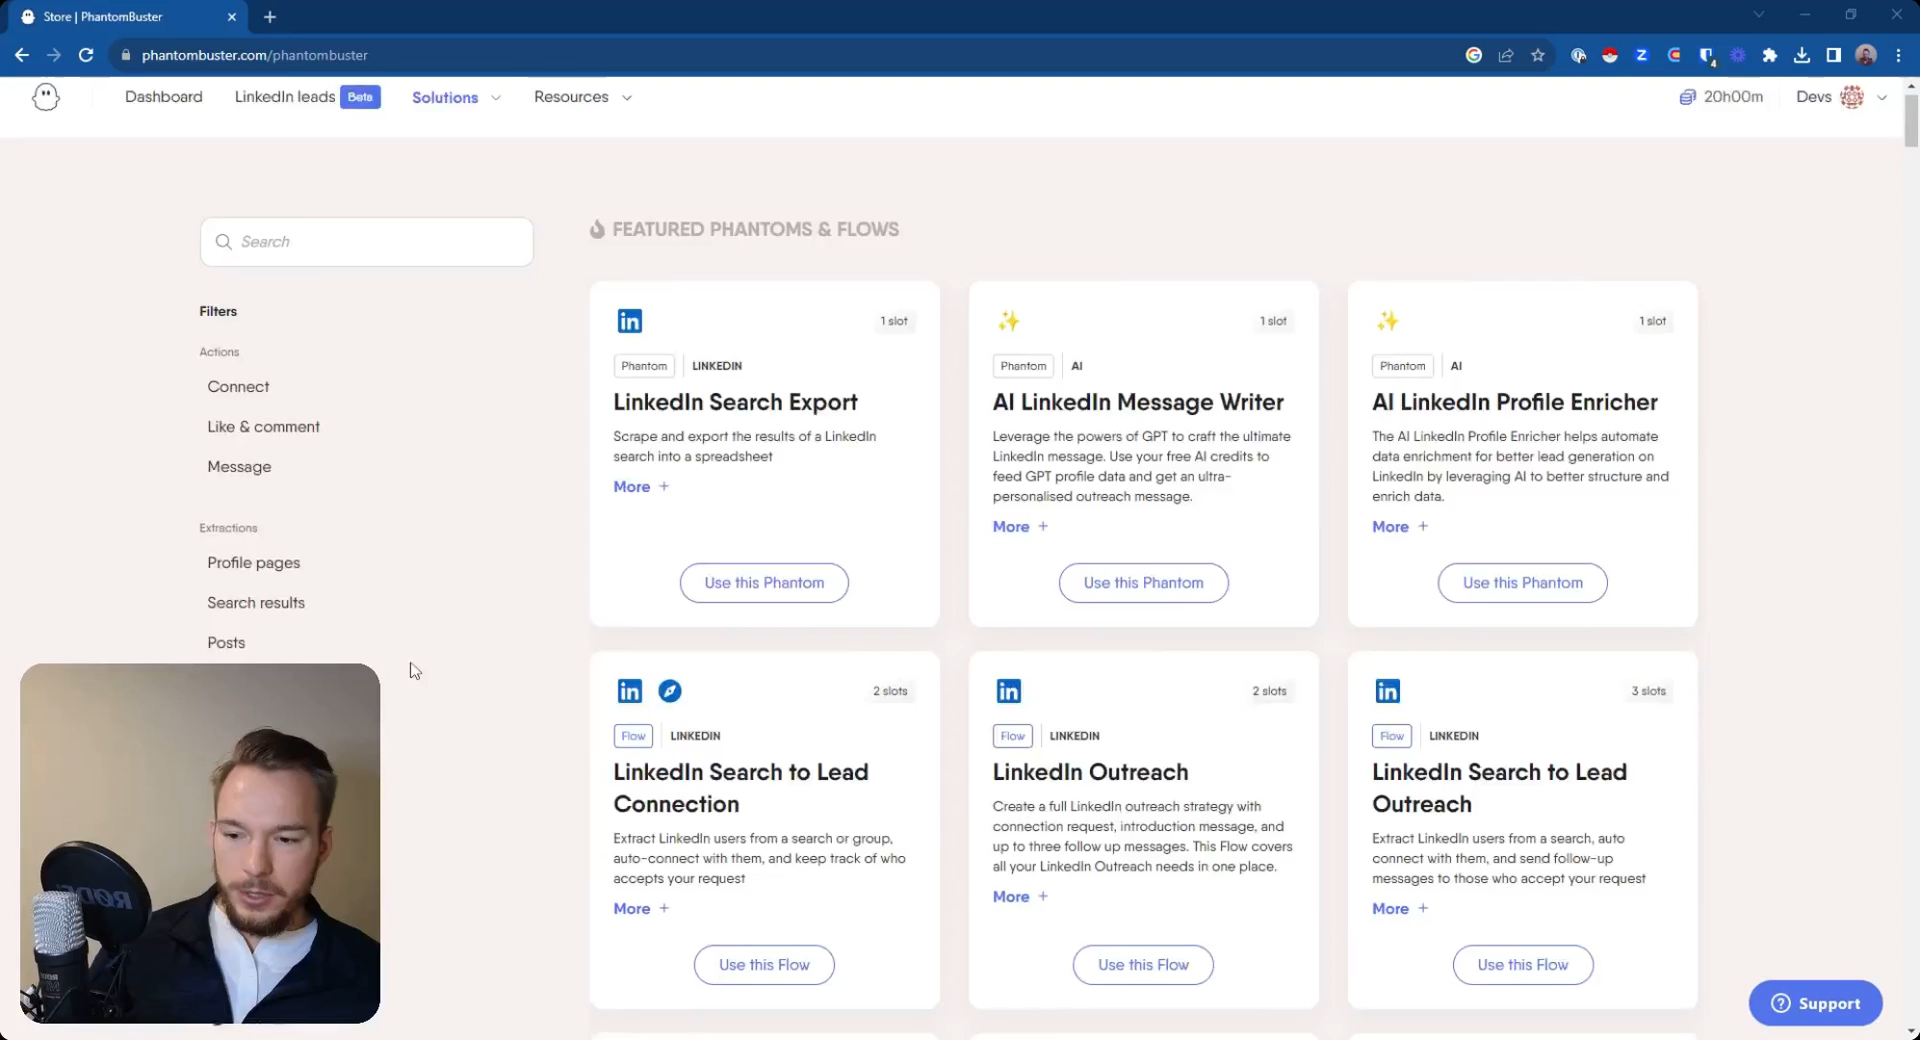 Store | PhantomBuster
phantombuster.com/phantombuster
Dashboard
LinkedIn leads Beta
Solutions
Resources
20h00m
Devs
Search
Filters
Actions
Connect
Like & comment
Message
Extractions
Profile pages
Search results
Posts
FEATURED PHANTOMS & FLOWS
1 slot
Phantom LINKEDIN
LinkedIn Search Export
Scrape and export the results of a LinkedIn
search into a spreadsheet
More +
Use this Phantom
1 slot
Phantom AI
AI LinkedIn Message Writer
Leverage the powers of GPT to craft the ultimate
LinkedIn message. Use your free AI credits to
feed GPT profile data and get an ultra-
personalised outreach message.
More +
Use this Phantom
1 slot
Phantom AI
AI LinkedIn Profile Enricher
The AI LinkedIn Profile Enricher helps automate
data enrichment for better lead generation on
LinkedIn by leveraging AI to better structure and
enrich data.
More +
Use this Phantom
2 slots
Flow LINKEDIN
LinkedIn Search to Lead
Connection
Extract LinkedIn users from a search or group,
auto-connect with them, and keep track of who
accepts your request
More +
Use this Flow
2 slots
Flow LINKEDIN
LinkedIn Outreach
Create a full LinkedIn outreach strategy with
connection request, introduction message, and
up to three follow up messages. This Flow covers
all your LinkedIn Outreach needs in one place.
More +
Use this Flow
3 slots
Flow LINKEDIN
LinkedIn Search to Lead
Outreach
Extract LinkedIn users from a search, auto
connect with them, and send follow-up
messages to those who accept your request
More +
Use this Flow
Support